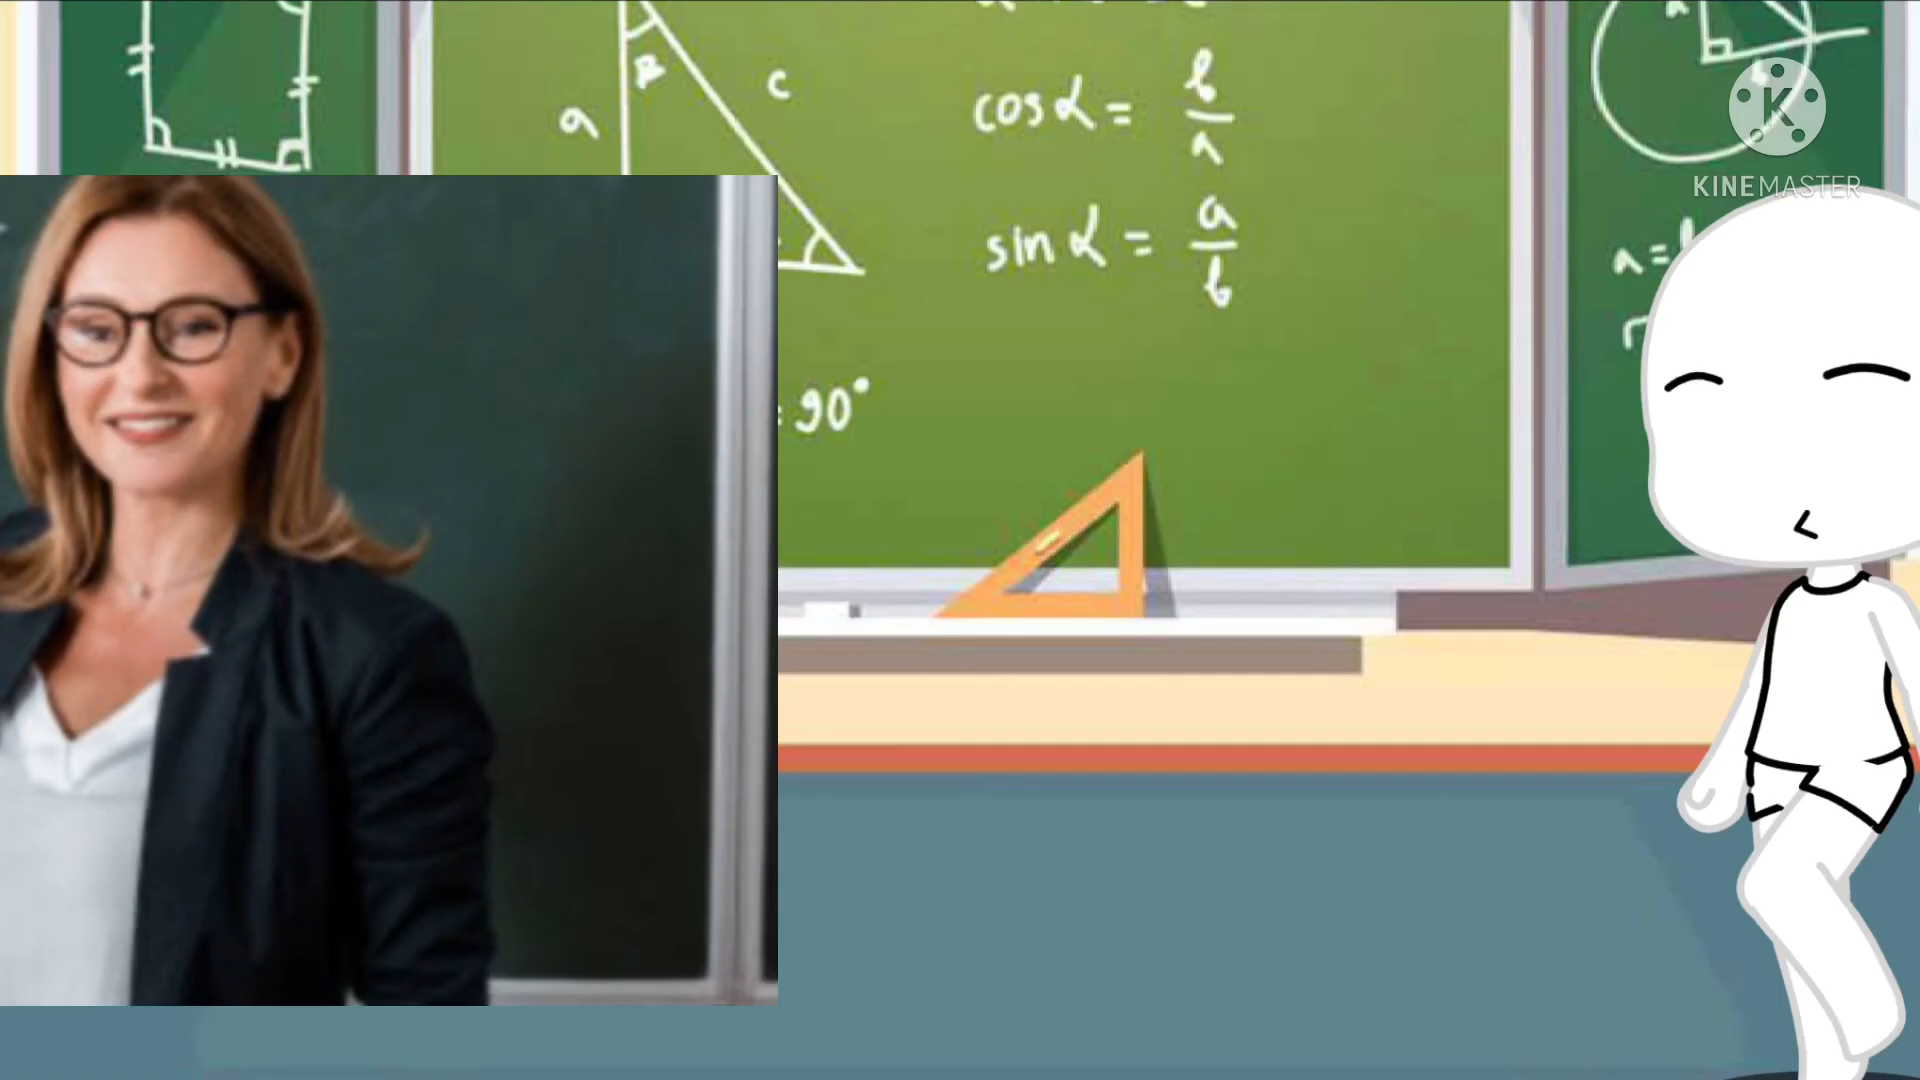 a
c
cos α = b
sin α = a
b
= 90°
a =
KINEMASTER
K